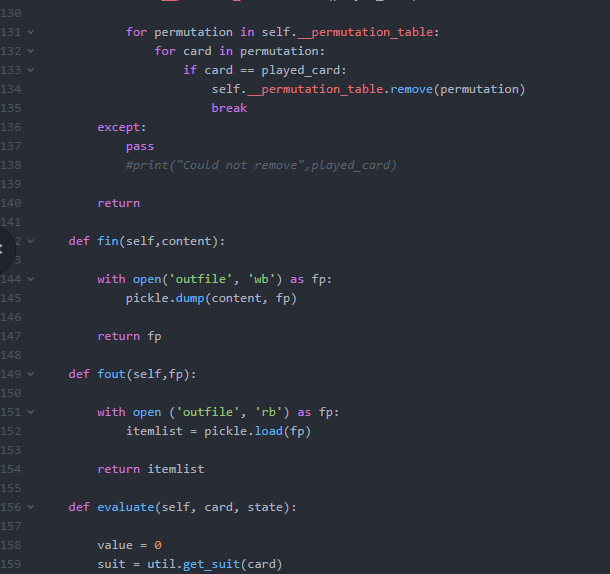 130
131 for permutation in self.__permutation_table:
132 for card in permutation:
133 if card == played_card:
134 self.__permutation_table.remove(permutation)
135 break
136 except:
137 pass
138 #print("Could not remove",played_card)
139
140 return
141
2 def fin(self,content):
3
144 with open('outfile', 'wb') as fp:
145 pickle.dump(content, fp)
146
147 return fp
148
149 def fout(self,fp):
150
151 with open ('outfile', 'rb') as fp:
152 itemlist = pickle.load(fp)
153
154 return itemlist
155
156 def evaluate(self, card, state):
157
158 value = 0
159 suit = util.get_suit(card)